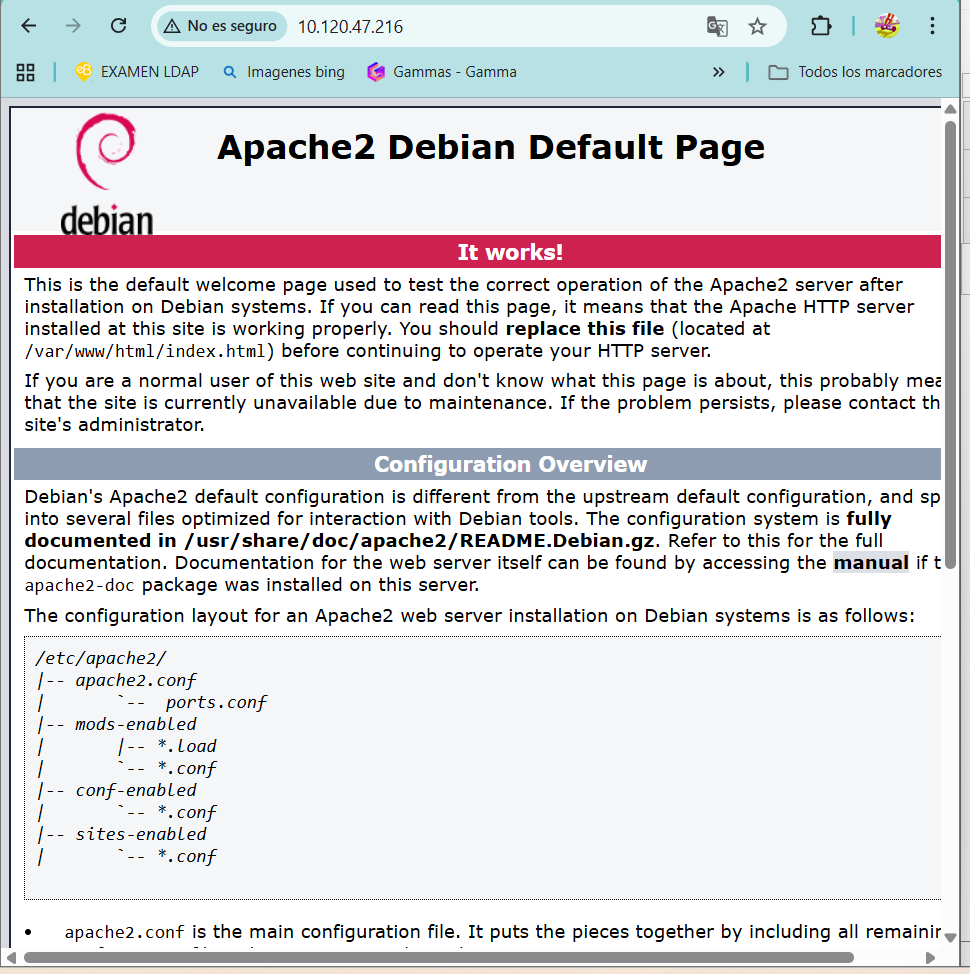 No es seguro 10.120.47.216
EXAMEN LDAP Imagenes bing Gammas - Gamma » Todos los marcadores
debian
Apache2 Debian Default Page
It works!
This is the default welcome page used to test the correct operation of the Apache2 server after
installation on Debian systems. If you can read this page, it means that the Apache HTTP server
installed at this site is working properly. You should replace this file (located at
/var/www/html/index.html) before continuing to operate your HTTP server.
If you are a normal user of this web site and don't know what this page is about, this probably mea
that the site is currently unavailable due to maintenance. If the problem persists, please contact th
site's administrator.
Configuration Overview
Debian's Apache2 default configuration is different from the upstream default configuration, and sp
into several files optimized for interaction with Debian tools. The configuration system is fully
documented in /usr/share/doc/apache2/README.Debian.gz. Refer to this for the full
documentation. Documentation for the web server itself can be found by accessing the manual if t
apache2-doc package was installed on this server.
The configuration layout for an Apache2 web server installation on Debian systems is as follows:
/etc/apache2/
|-- apache2.conf
|       `--  ports.conf
|-- mods-enabled
|       |-- *.load
|       `-- *.conf
|-- conf-enabled
|       `-- *.conf
|-- sites-enabled
|       `-- *.conf
• apache2.conf is the main configuration file. It puts the pieces together by including all remainin